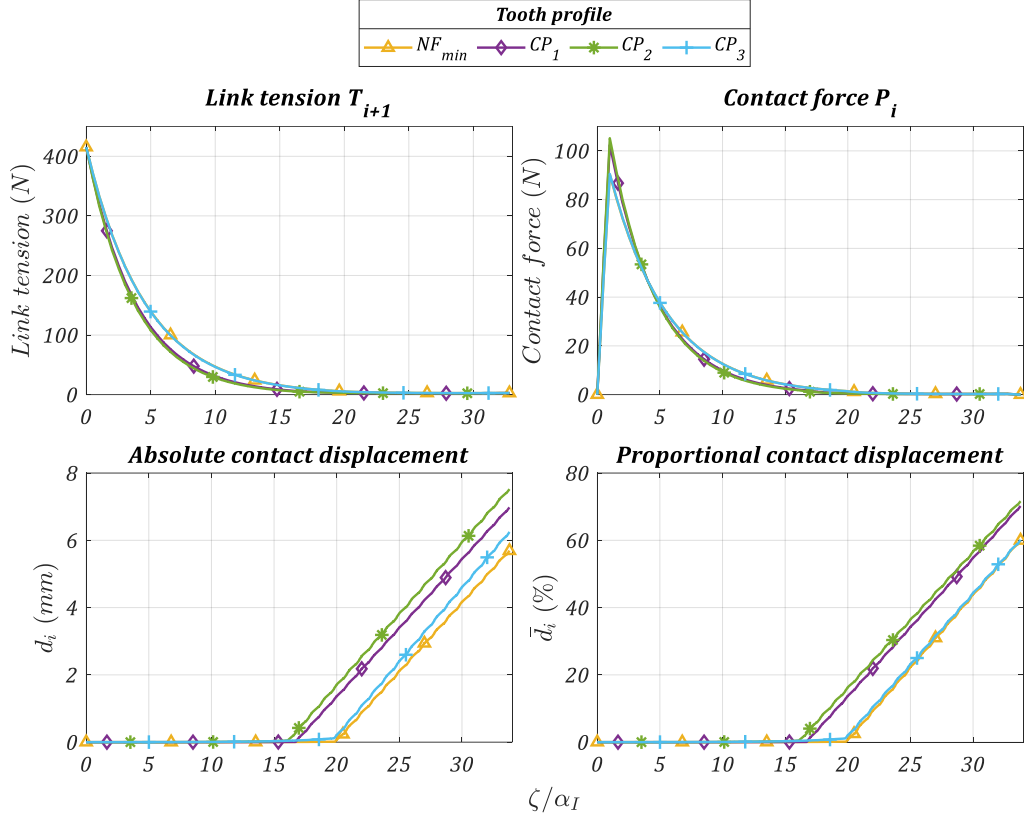 Tooth profile
NF_min CP_1 CP_2 CP_3
Link tension T_{i+1}
Link tension (N)
400
300
200
100
0
0 5 10 15 20 25 30
Contact force P_i
Contact force (N)
100
80
60
40
20
0
0 5 10 15 20 25 30
Absolute contact displacement
d_i (mm)
8
6
4
2
0
0 5 10 15 20 25 30
Proportional contact displacement
d̄_i (%)
80
60
40
20
0
0 5 10 15 20 25 30
ζ/α_I